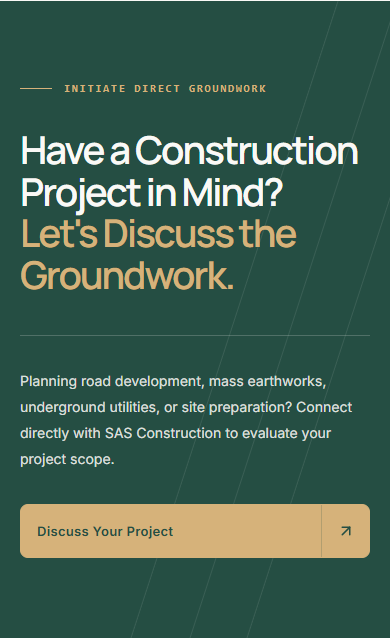 INITIATE DIRECT GROUNDWORK
Have a Construction
Project in Mind?
Let's Discuss the
Groundwork.
Planning road development, mass earthworks,
underground utilities, or site preparation? Connect
directly with SAS Construction to evaluate your
project scope.
Discuss Your Project